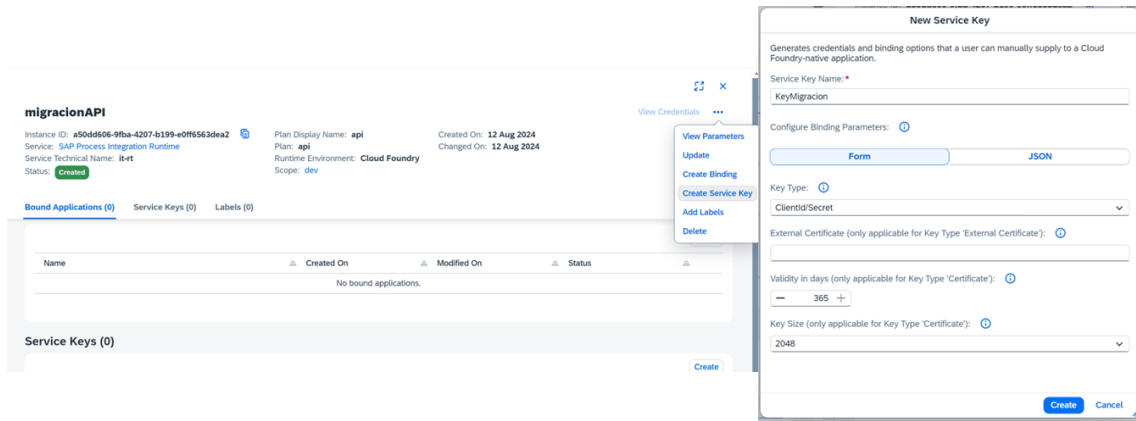 migracionAPI
View Credentials
Instance ID: a50dd606-9fba-4207-b199-e0ff6563dea2
Service: SAP Process Integration Runtime
Service Technical Name: it-rt
Status: Created
Plan Display Name: api
Plan: api
Runtime Environment: Cloud Foundry
Scope: dev
Created On: 12 Aug 2024
Changed On: 12 Aug 2024
View Parameters
Update
Create Binding
Create Service Key
Add Labels
Delete
Bound Applications (0) Service Keys (0) Labels (0)
Name Created On Modified On Status
No bound applications.
Service Keys (0)
Create
New Service Key
Generates credentials and binding options that a user can manually supply to a Cloud
Foundry-native application.
Service Key Name:*
KeyMigracion
Configure Binding Parameters:
Form JSON
Key Type:
ClientId/Secret
External Certificate (only applicable for Key Type 'External Certificate'):
Validity in days (only applicable for Key Type 'Certificate'):
365
Key Size (only applicable for Key Type 'Certificate'):
2048
Create Cancel